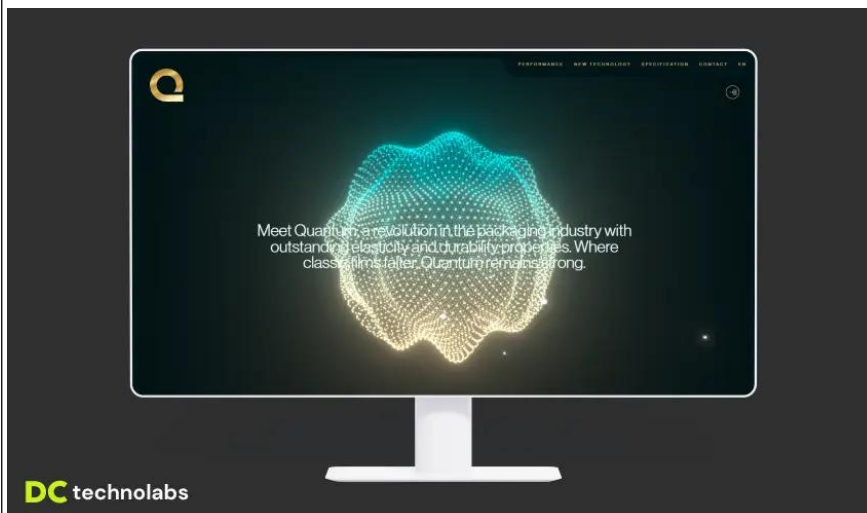 PERFORMANCE NEW TECHNOLOGY SPECIFICATION CONTACT EN
Meet Quantum, a revolution in the packaging industry with
outstanding elasticity and durability properties. Where
classic films falter, Quantum remains strong.
DC technolabs